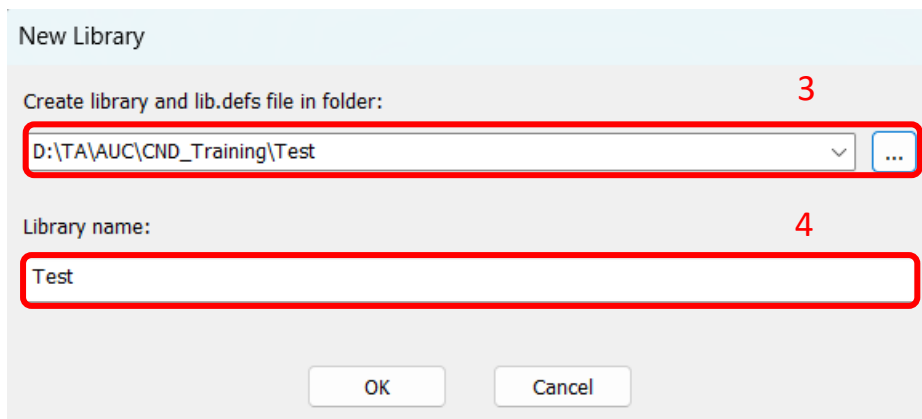 New Library
3
Create library and lib.defs file in folder:
D:\TA\AUC\CND_Training\Test
...
4
Library name:
Test
OK Cancel